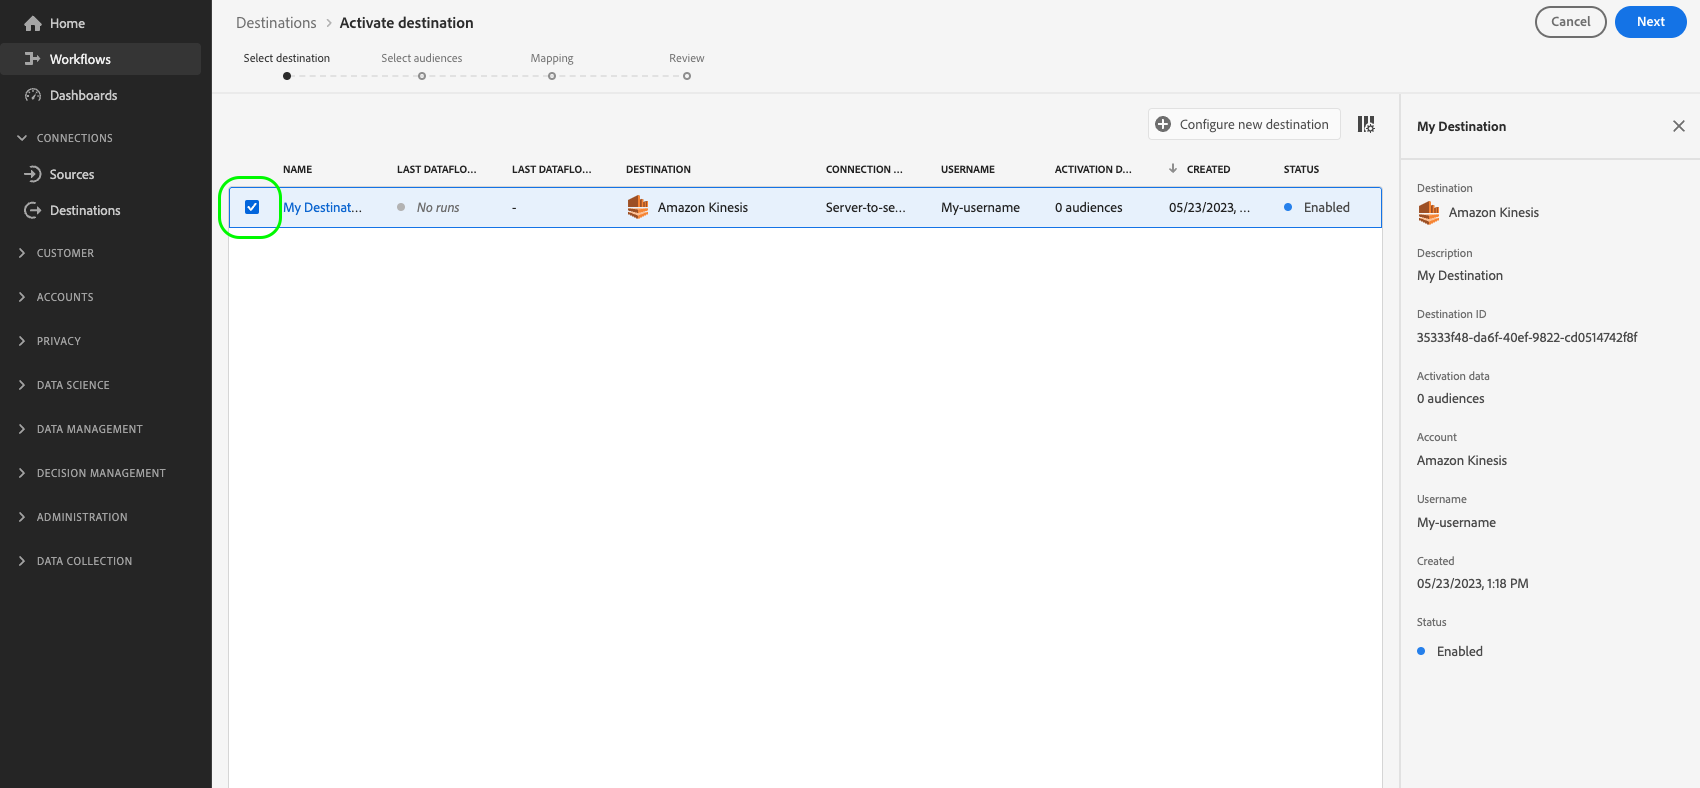 Home
Workflows
Dashboards
CONNECTIONS
Sources
Destinations
CUSTOMER
ACCOUNTS
PRIVACY
DATA SCIENCE
DATA MANAGEMENT
DECISION MANAGEMENT
ADMINISTRATION
DATA COLLECTION
Destinations > Activate destination
Cancel
Next
Select destination Select audiences Mapping Review
Configure new destination
NAME LAST DATAFLO... LAST DATAFLO... DESTINATION CONNECTION ... USERNAME ACTIVATION D... CREATED STATUS
My Destinat... No runs - Amazon Kinesis Server-to-se... My-username 0 audiences 05/23/2023, ... Enabled
My Destination
Destination
Amazon Kinesis
Description
My Destination
Destination ID
35333f48-da6f-40ef-9822-cd0514742f8f
Activation data
0 audiences
Account
Amazon Kinesis
Username
My-username
Created
05/23/2023, 1:18 PM
Status
Enabled